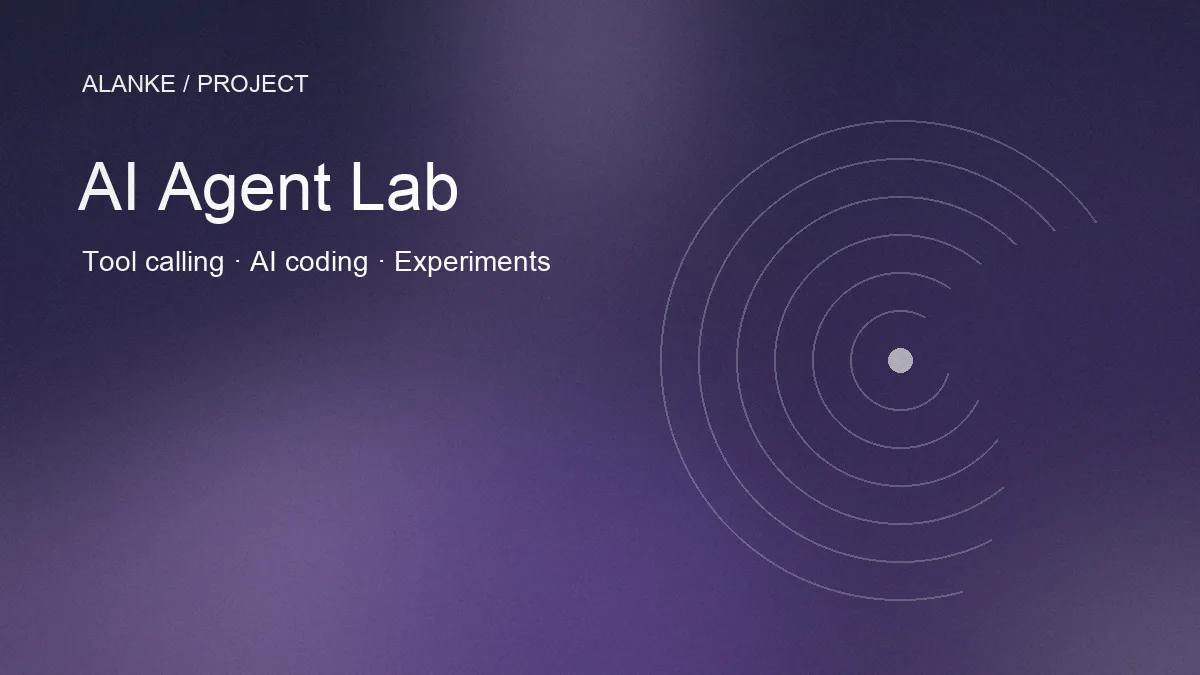 ALANKE / PROJECT
AI Agent Lab
Tool calling · AI coding · Experiments